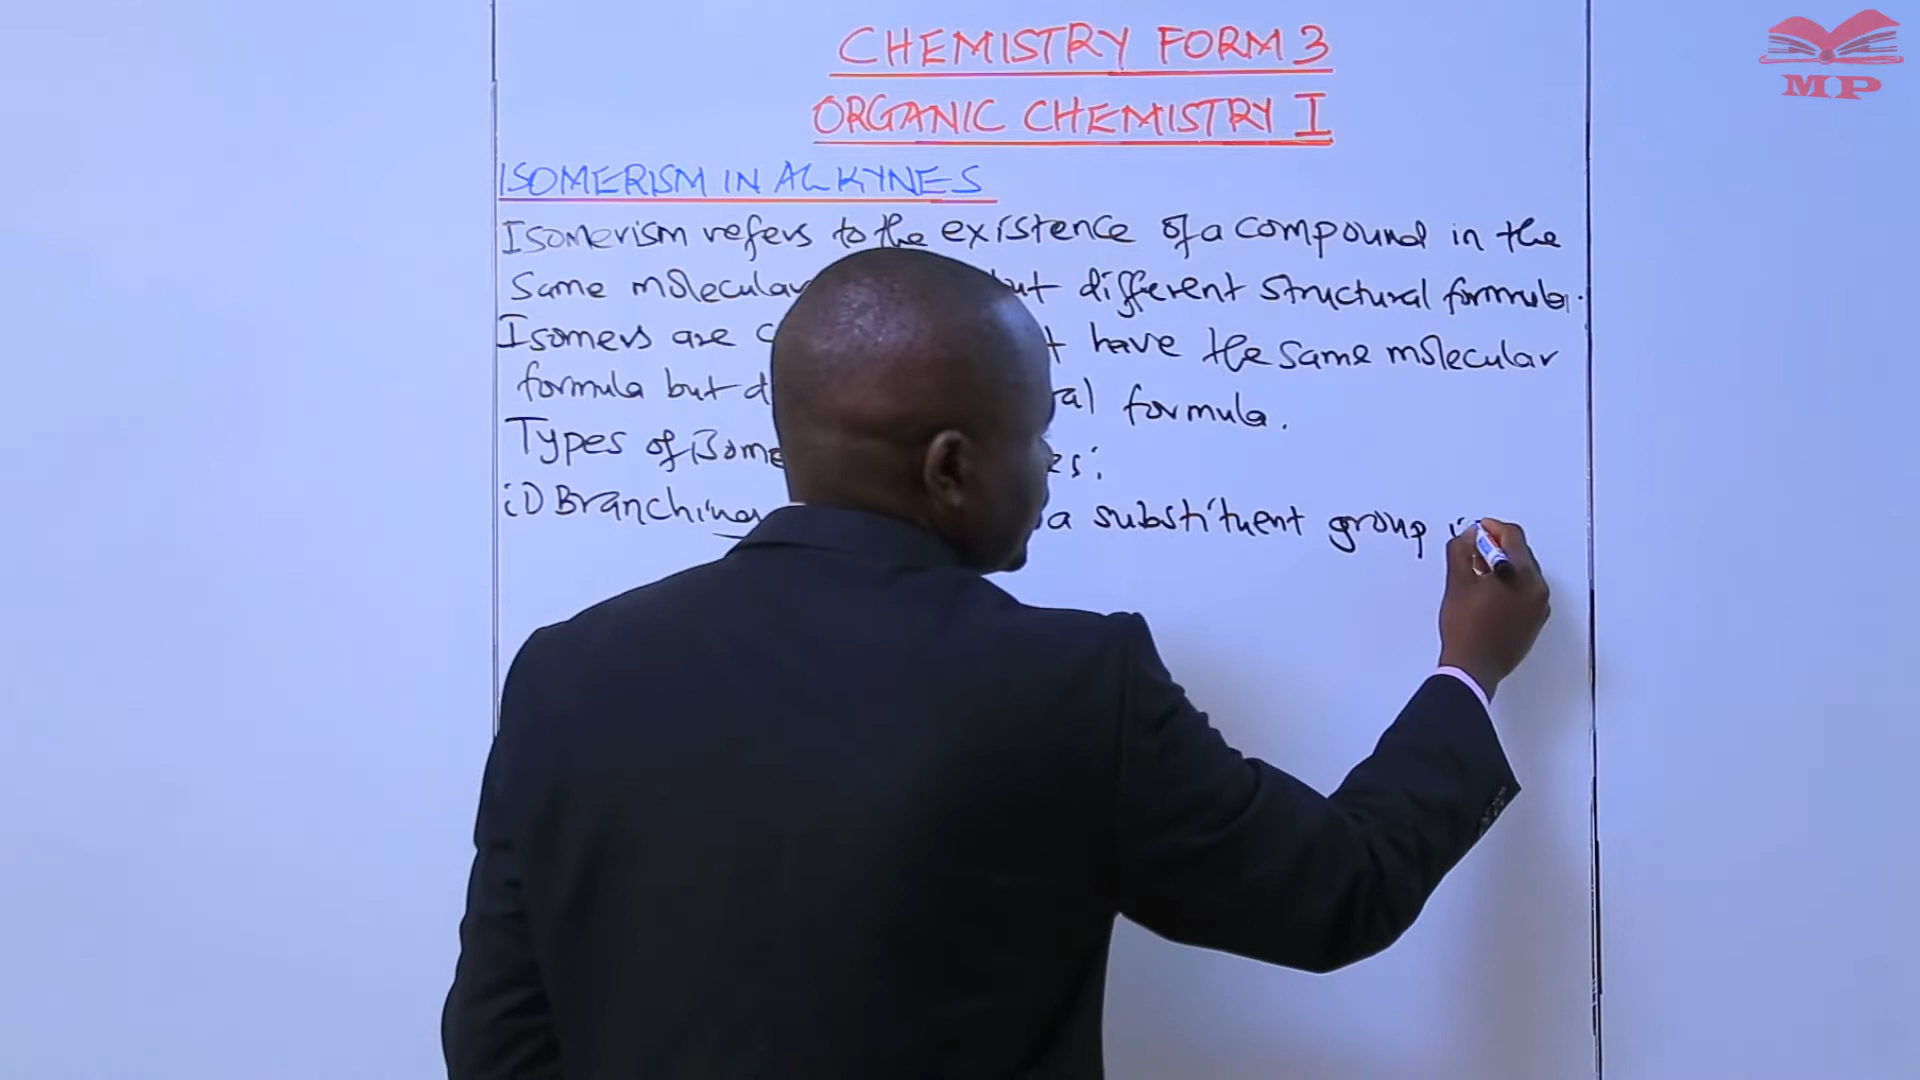 CHEMISTRY FORM 3
ORGANIC CHEMISTRY I
MP
ISOMERISM IN ALKYNES
Isomerism refers to the existence of a compound in the
Same molecular but different structural formula.
Isomers are have the same molecular
formula but formula.
Types of
i) Branching a substituent group